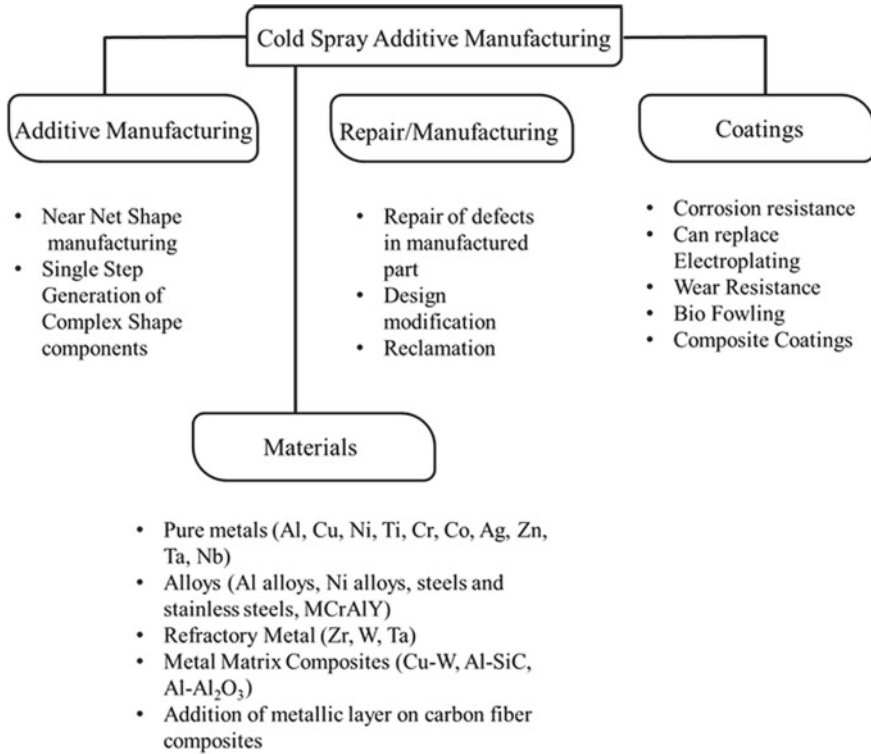 Cold Spray Additive Manufacturing
Additive Manufacturing
Repair/Manufacturing
Coatings
• Near Net Shape
manufacturing
• Single Step
Generation of
Complex Shape
components
• Repair of defects
in manufactured
part
• Design
modification
• Reclamation
• Corrosion resistance
• Can replace
Electroplating
• Wear Resistance
• Bio Fowling
• Composite Coatings
Materials
• Pure metals (Al, Cu, Ni, Ti, Cr, Co, Ag, Zn,
Ta, Nb)
• Alloys (Al alloys, Ni alloys, steels and
stainless steels, MCrAlY)
• Refractory Metal (Zr, W, Ta)
• Metal Matrix Composites (Cu-W, Al-SiC,
Al-Al₂O₃)
• Addition of metallic layer on carbon fiber
composites